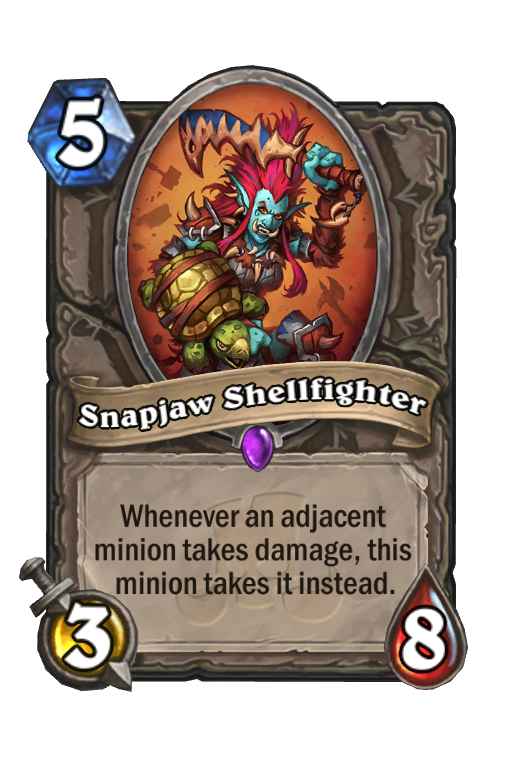 5
Snapjaw Shellfighter
Whenever an adjacent
minion takes damage, this
minion takes it instead.
3
8